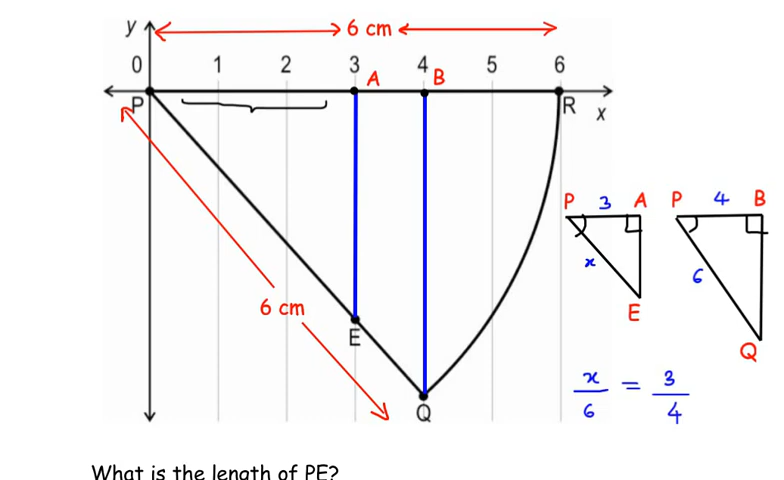 y
6 cm
0 1 2 3 4 5 6
A B
P R x
6 cm
E
Q
P 3 A P 4 B
x 6
E
Q
x/6 = 3/4
What is the length of PE?